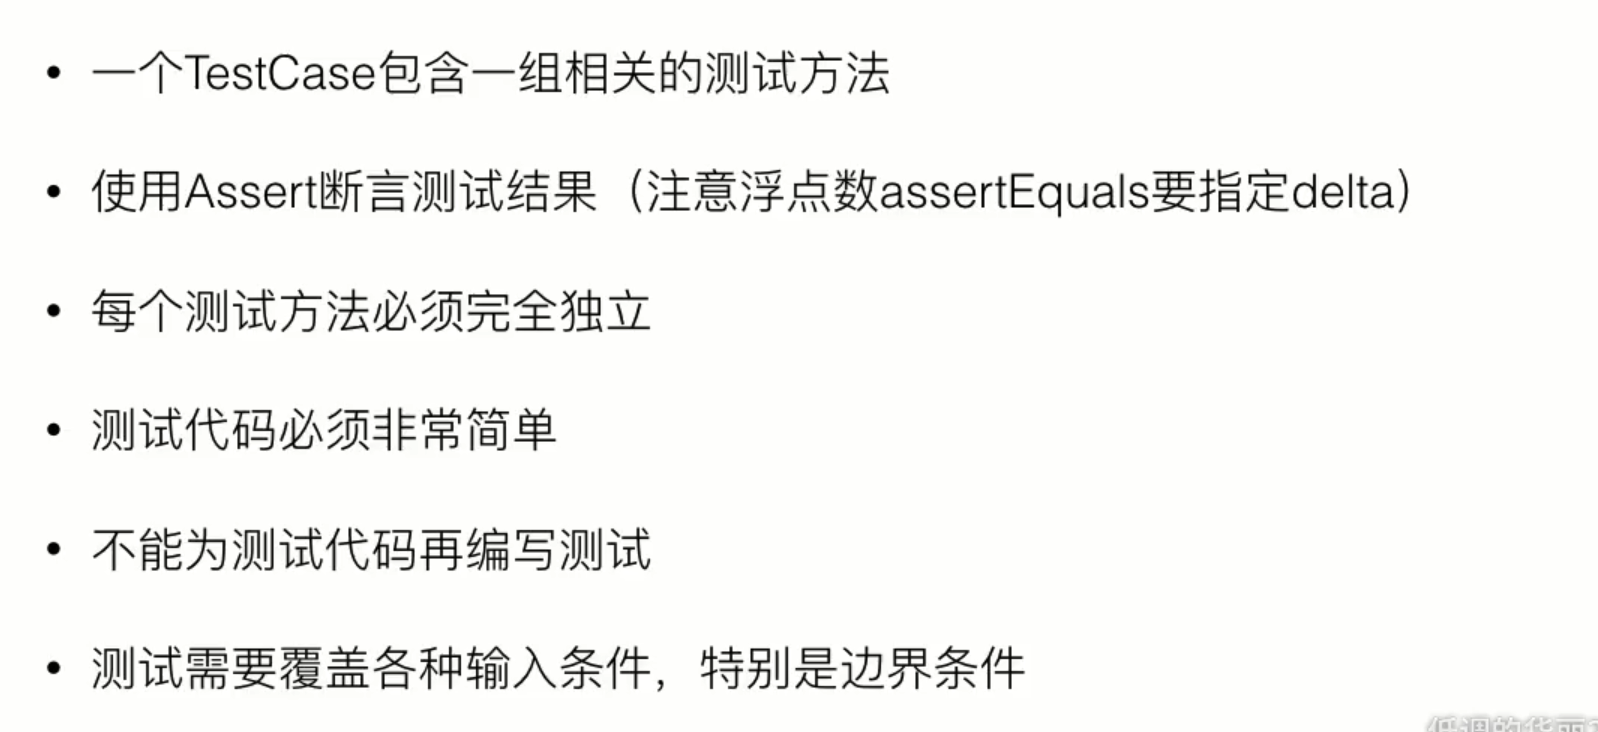 • 一个TestCase包含一组相关的测试方法
• 使用Assert断言测试结果（注意浮点数assertEquals要指定delta）
• 每个测试方法必须完全独立
• 测试代码必须非常简单
• 不能为测试代码再编写测试
• 测试需要覆盖各种输入条件，特别是边界条件
低调的华丽